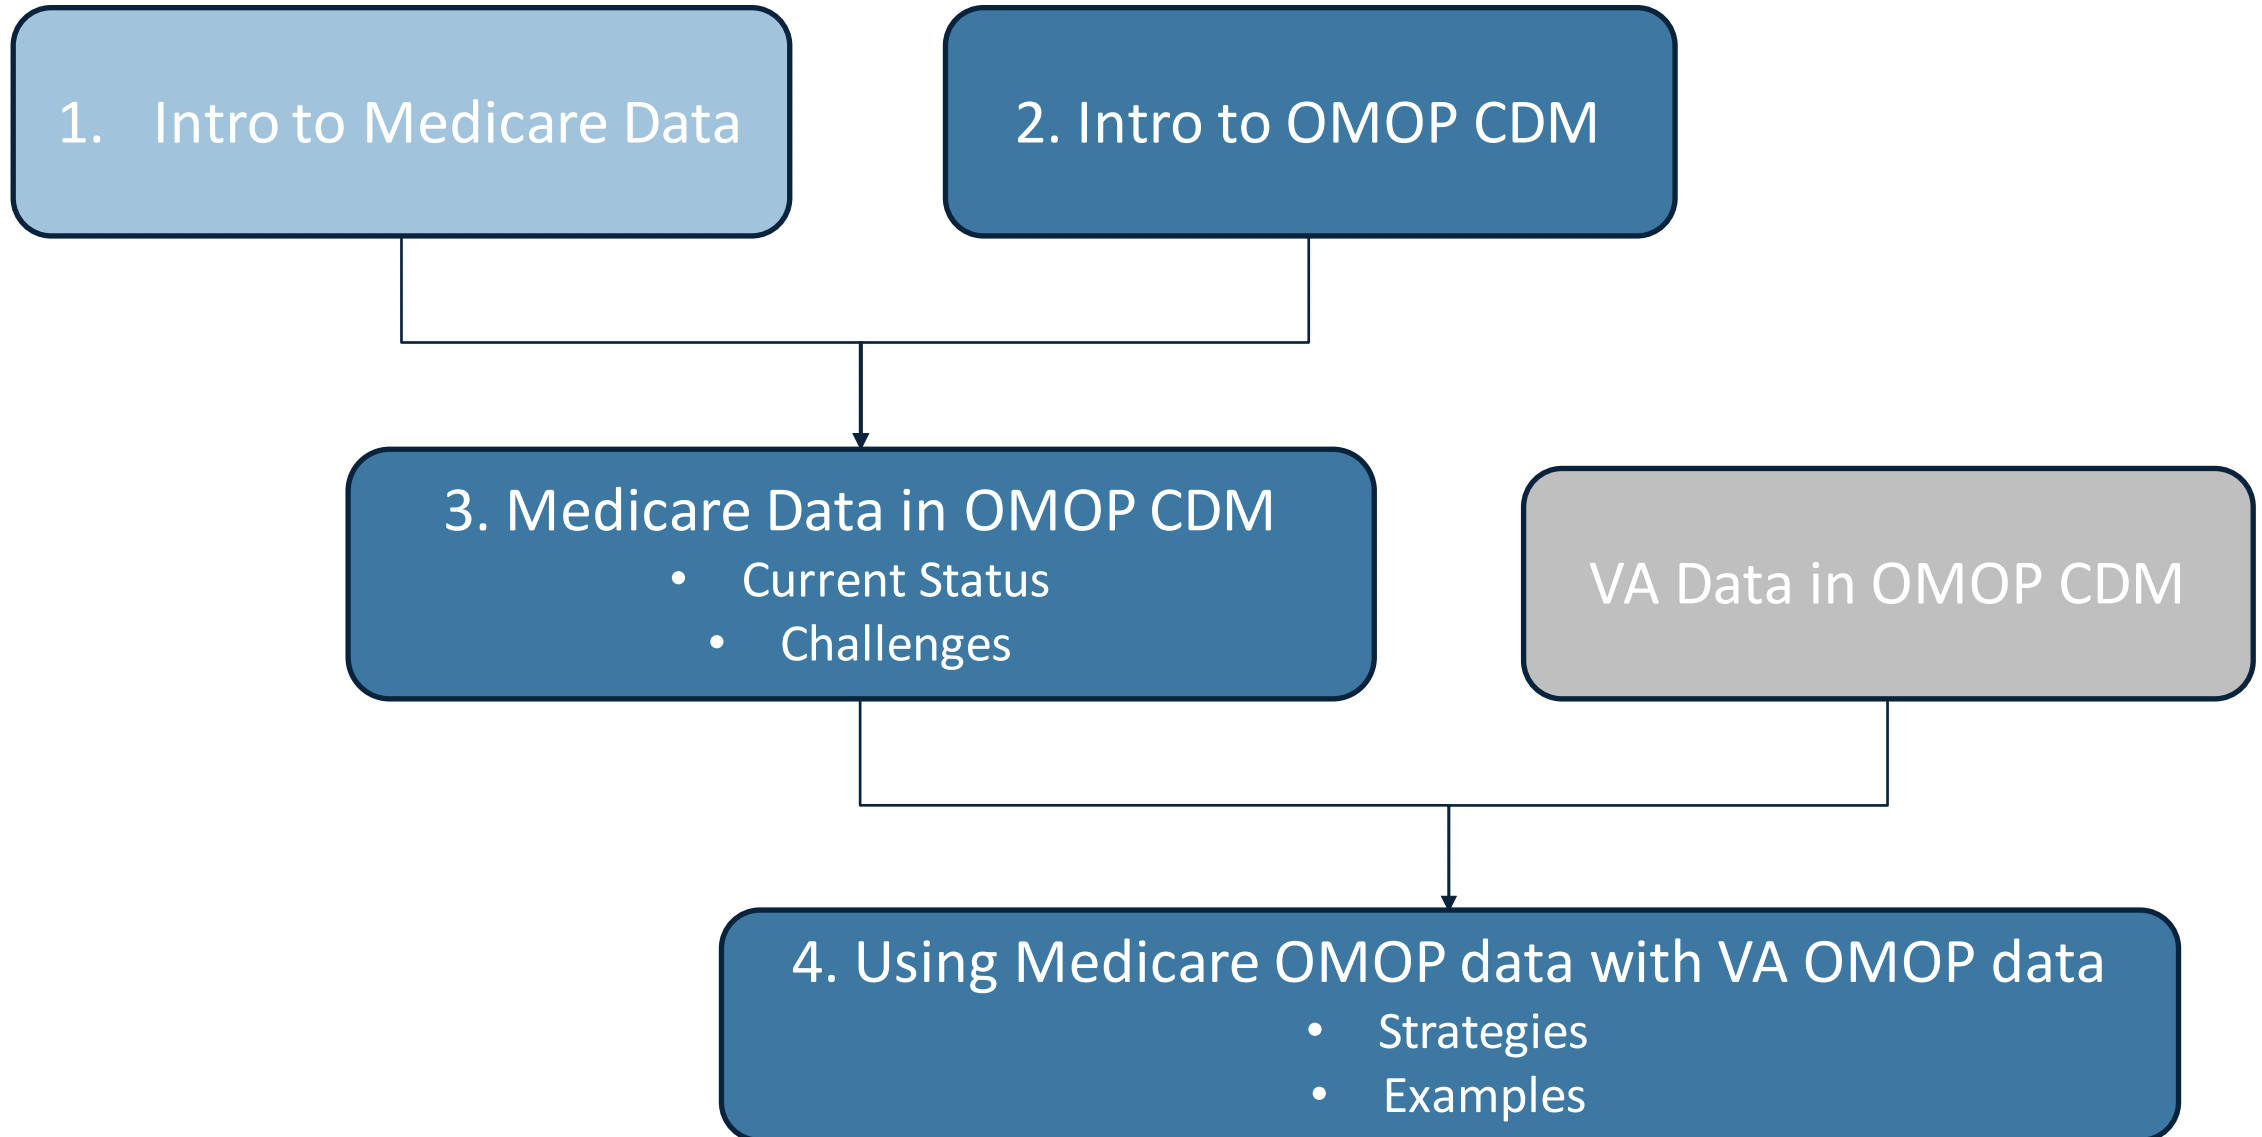 1. Intro to Medicare Data
2. Intro to OMOP CDM
3. Medicare Data in OMOP CDM
• Current Status
• Challenges
VA Data in OMOP CDM
4. Using Medicare OMOP data with VA OMOP data
• Strategies
• Examples